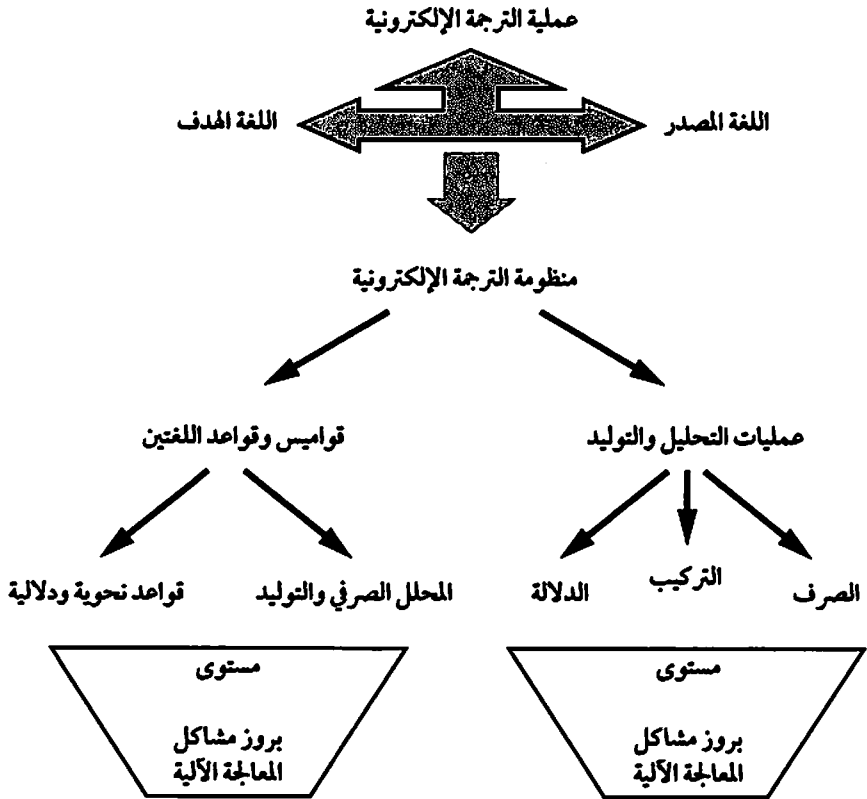 عملية الترجمة الإلكترونية
اللغة المصدر
اللغة الهدف
منظومة الترجمة الإلكترونية
عمليات التحليل والتوليد
قواميس وقواعد اللغتين
الصرف
التركيب
الدلالة
المحلل الصرفي والتوليد
قواعد نحوية ودلالية
مستوى
بروز مشاكل
المعالجة الآلية
مستوى
بروز مشاكل
المعالجة الآلية